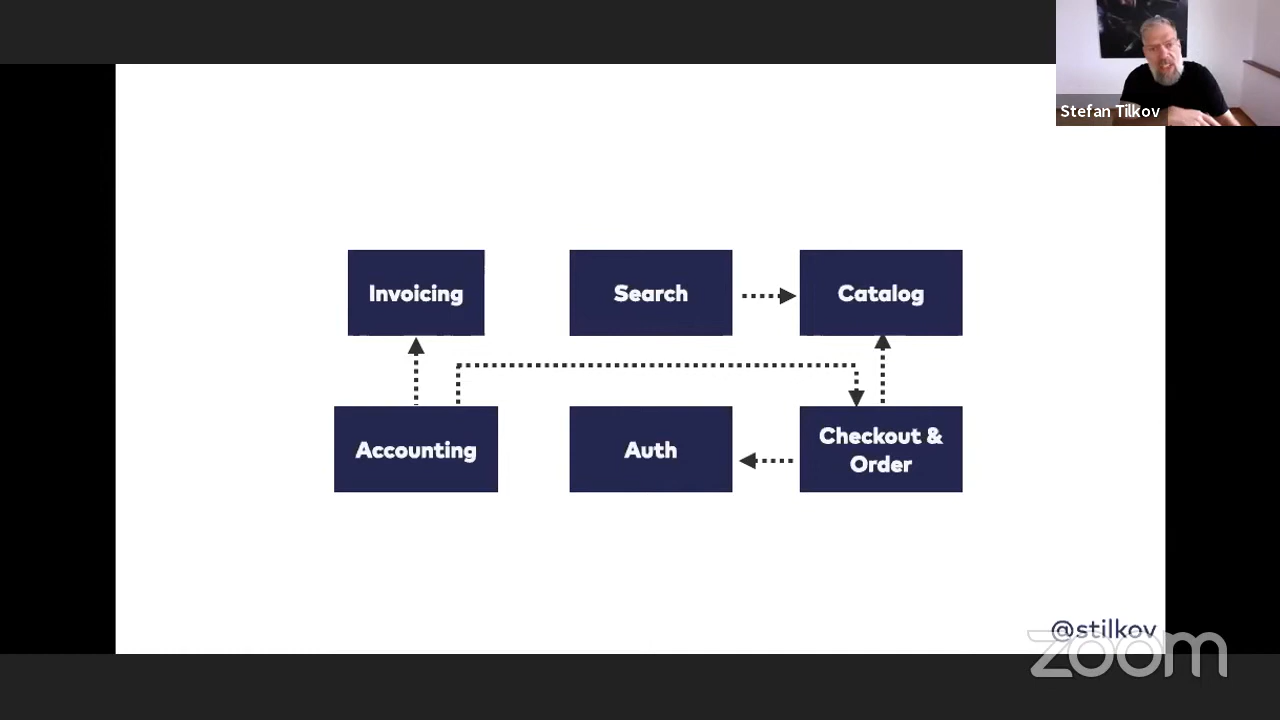 Stefan Tilkov
Invoicing
Search
Catalog
Accounting
Auth
Checkout &
Order
@stilkov
zoom